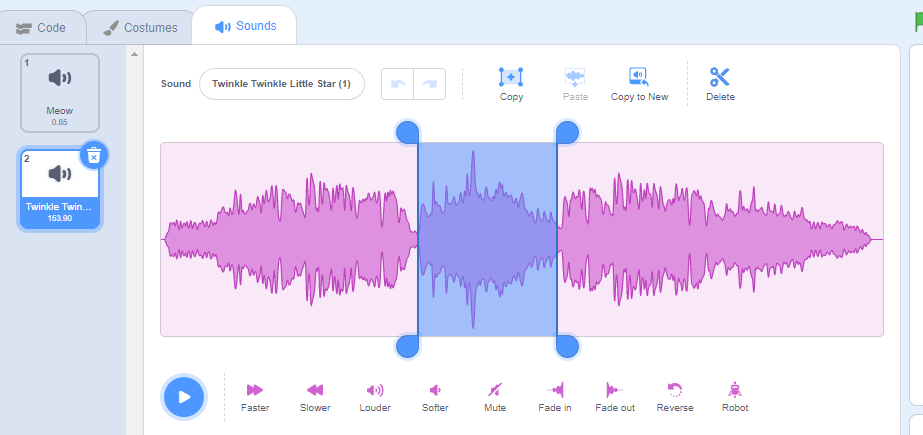 Code Costumes Sounds
1
Meow
0.85
2
Twinkle Twin...
153.90
Sound Twinkle Twinkle Little Star (1)
Copy Paste Copy to New Delete
Faster Slower Louder Softer Mute Fade in Fade out Reverse Robot